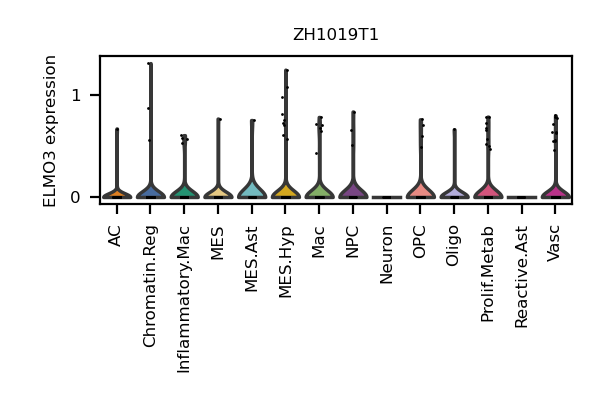 ZH1019T1
ELMO3 expression
1
0
AC
Chromatin.Reg
Inflammatory.Mac
MES
MES.Ast
MES.Hyp
Mac
NPC
Neuron
OPC
Oligo
Prolif.Metab
Reactive.Ast
Vasc